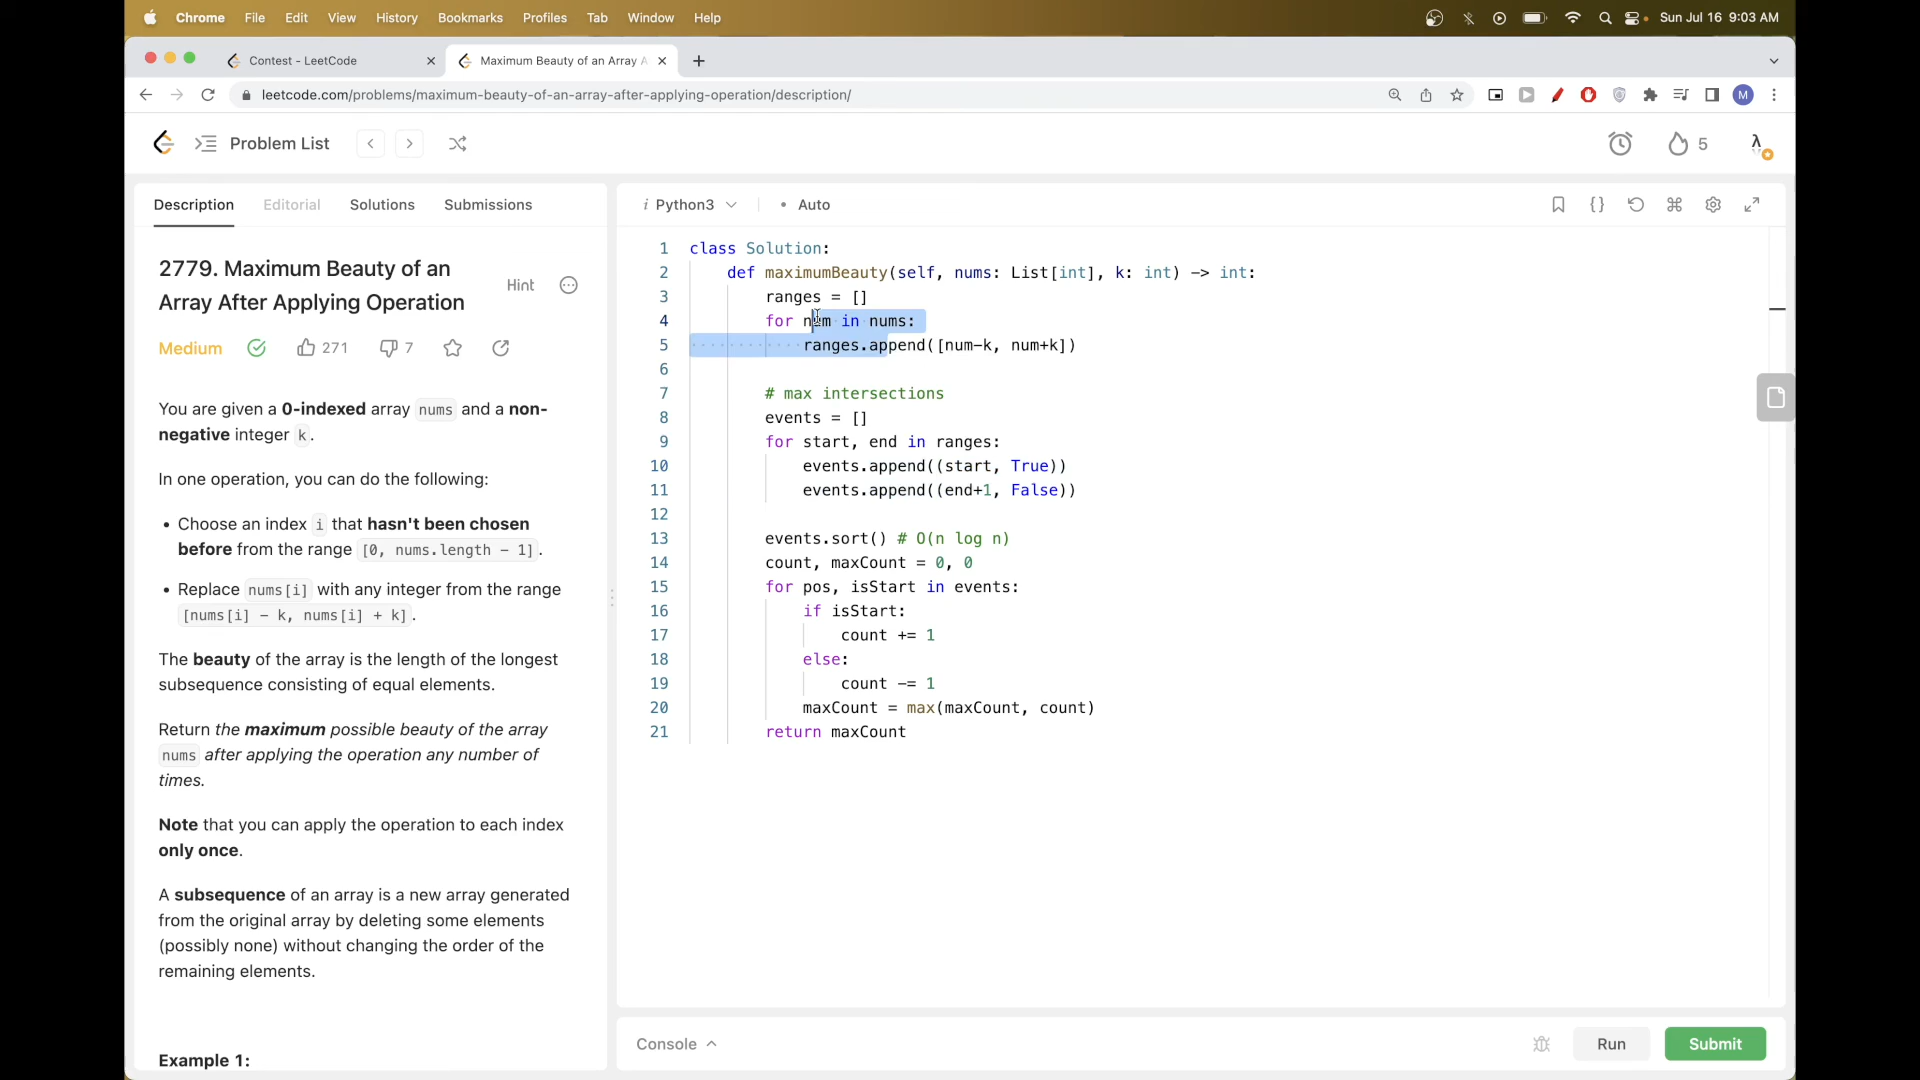 Chrome File Edit View History Bookmarks Profiles Tab Window Help Sun Jul 16 9:03 AM
Contest - LeetCode
Maximum Beauty of an Array A
leetcode.com/problems/maximum-beauty-of-an-array-after-applying-operation/description/
M
Problem List
5
Description Editorial Solutions Submissions
2779. Maximum Beauty of an
Array After Applying Operation
Hint
Medium 271 7
You are given a 0-indexed array nums and a non-
negative integer k.
In one operation, you can do the following:
• Choose an index i that hasn't been chosen
before from the range [0, nums.length - 1].
• Replace nums[i] with any integer from the range
[nums[i] - k, nums[i] + k].
The beauty of the array is the length of the longest
subsequence consisting of equal elements.
Return the maximum possible beauty of the array
nums after applying the operation any number of
times.
Note that you can apply the operation to each index
only once.
A subsequence of an array is a new array generated
from the original array by deleting some elements
(possibly none) without changing the order of the
remaining elements.
Example 1:
i Python3 • Auto
1 class Solution:
2 def maximumBeauty(self, nums: List[int], k: int) -> int:
3 ranges = []
4 for num in nums:
5 ranges.append([num-k, num+k])
6
7 # max intersections
8 events = []
9 for start, end in ranges:
10 events.append((start, True))
11 events.append((end+1, False))
12
13 events.sort() # O(n log n)
14 count, maxCount = 0, 0
15 for pos, isStart in events:
16 if isStart:
17 count += 1
18 else:
19 count -= 1
20 maxCount = max(maxCount, count)
21 return maxCount
Console Run Submit